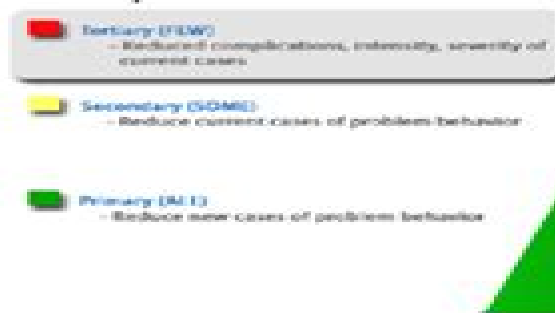 Tertiary (FEW)
- Reduced complications, intensity, severity of
current cases
Secondary (SOME)
- Reduce current cases of problem behavior
Primary (ALL)
- Reduce new cases of problem behavior